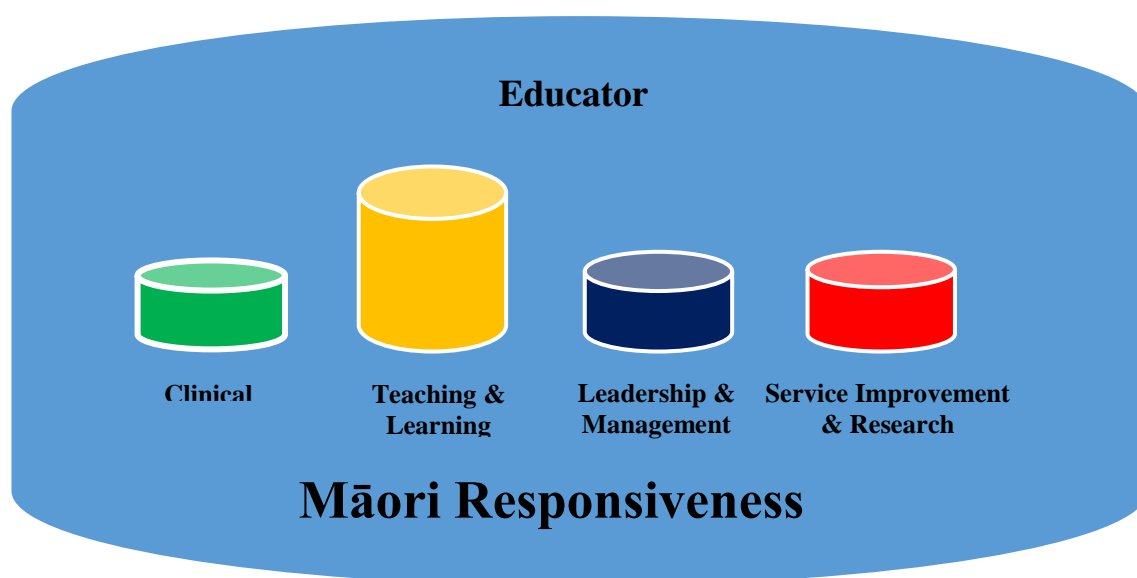 Educator
Clinical
Teaching &
Learning
Leadership &
Management
Service Improvement
& Research
Māori Responsiveness